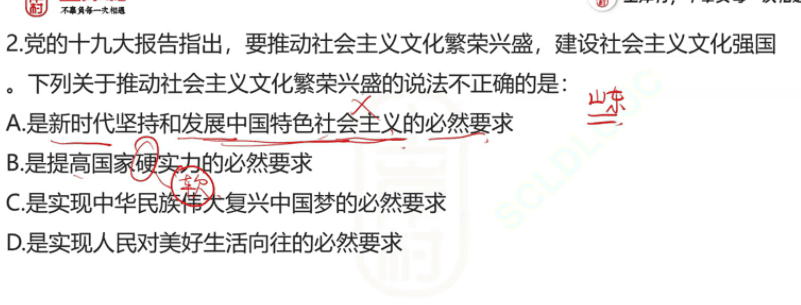 不辜负每一次相遇
2.党的十九大报告指出，要推动社会主义文化繁荣兴盛，建设社会主义文化强国
。下列关于推动社会主义文化繁荣兴盛的说法不正确的是：
山东
A.是新时代坚持和发展中国特色社会主义的必然要求
B.是提高国家硬实力的必然要求
软
C.是实现中华民族伟大复兴中国梦的必然要求
D.是实现人民对美好生活向往的必然要求
SCLDLDSC